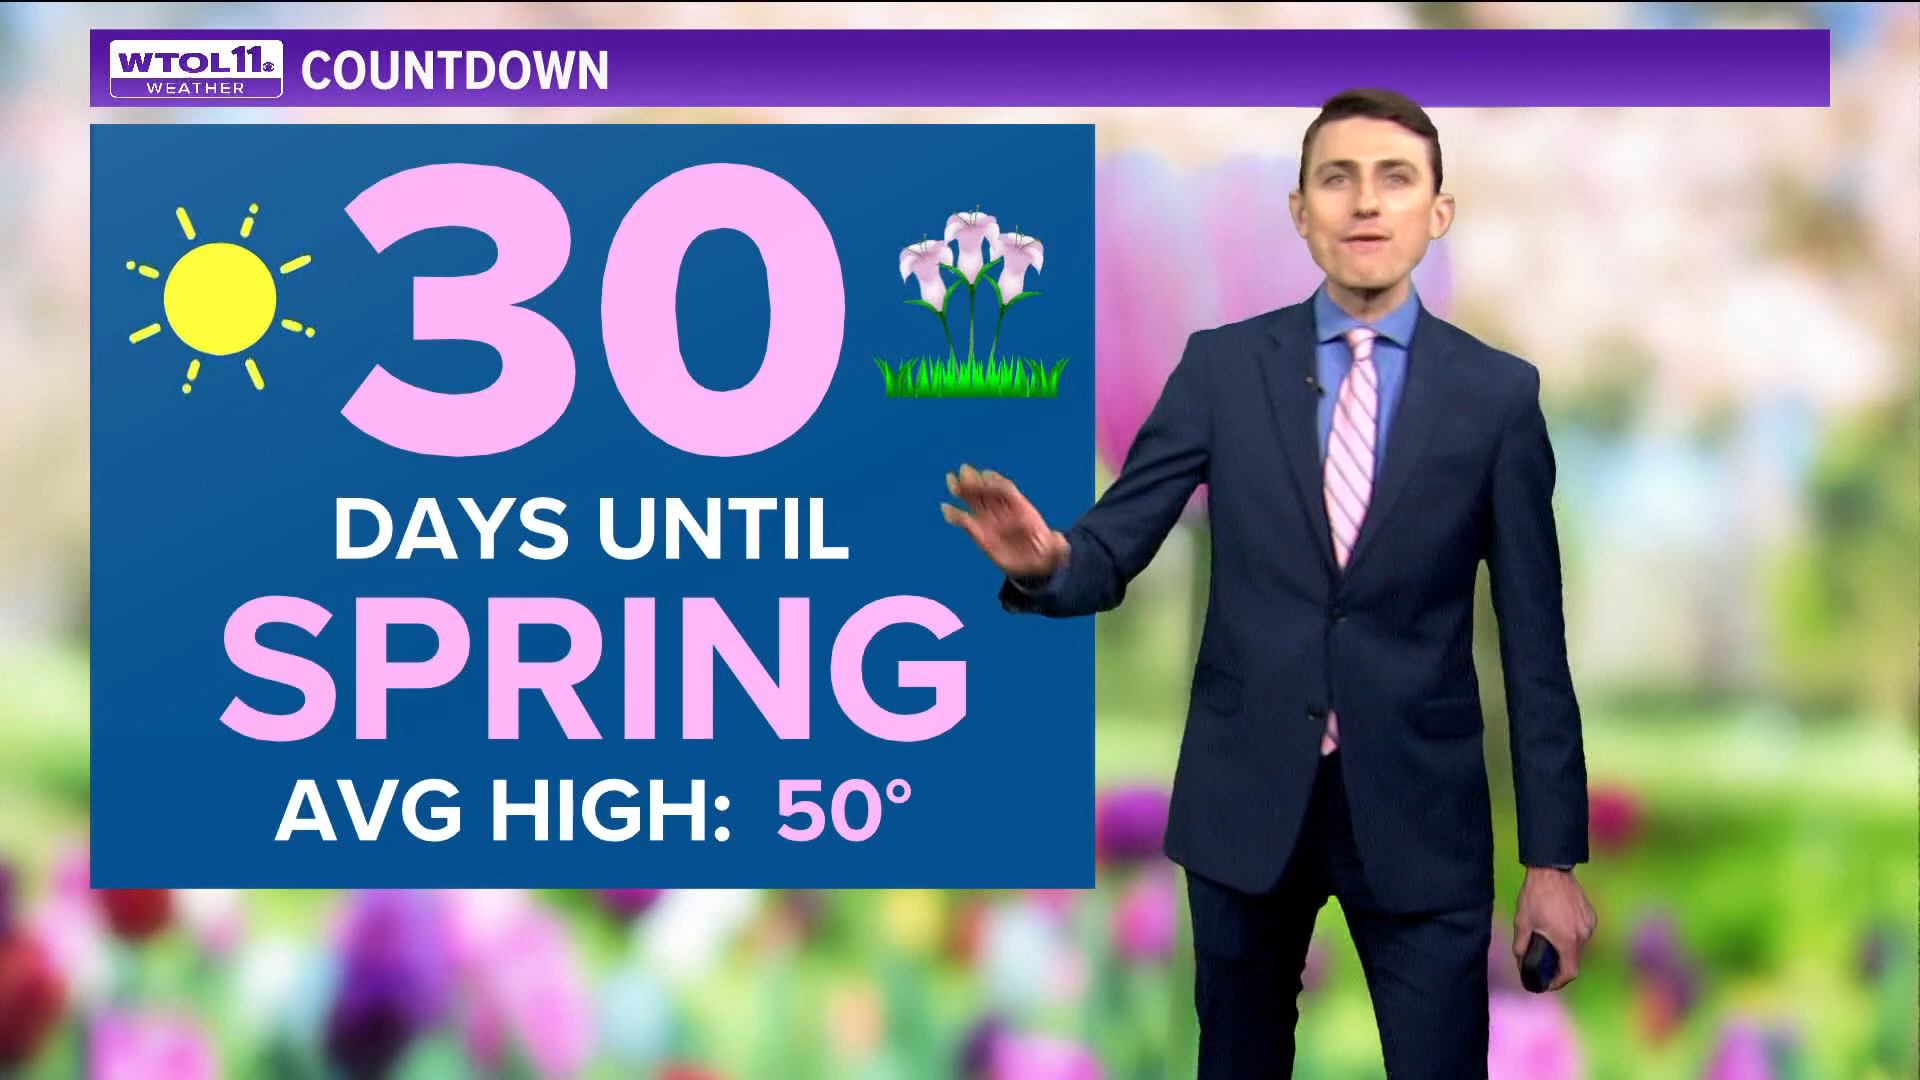 WTOL11
WEATHER
COUNTDOWN
30
DAYS UNTIL
SPRING
AVG HIGH: 50°